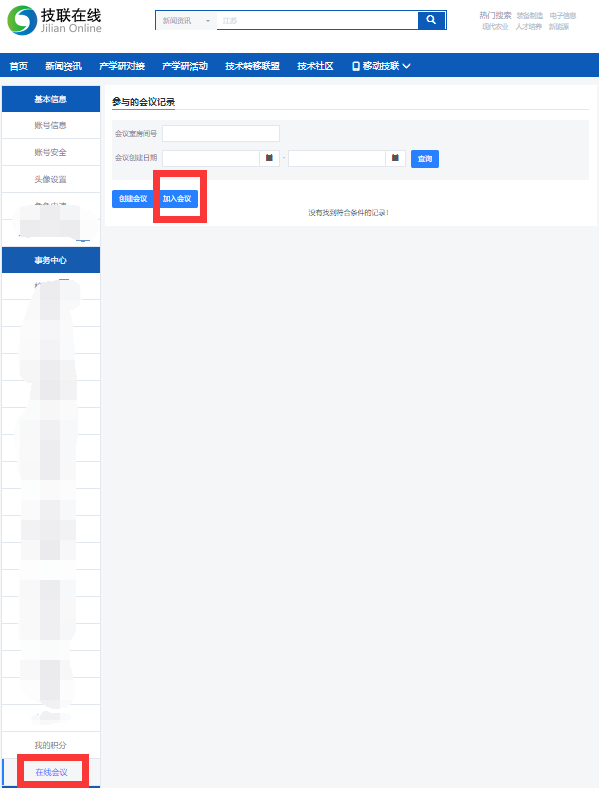 技联在线
Jilian Online
新闻资讯 江苏
热门搜索 装备制造 电子信息
现代农业 人才培养 新能源
首页 新闻资讯 产学研对接 产学研活动 技术转移联盟 技术社区 移动技联
基本信息
账号信息
账号安全
头像设置
事务中心
我的积分
在线会议
参与的会议记录
会议室房间号
会议创建日期 - 查询
创建会议 加入会议
没有找到符合条件的记录!